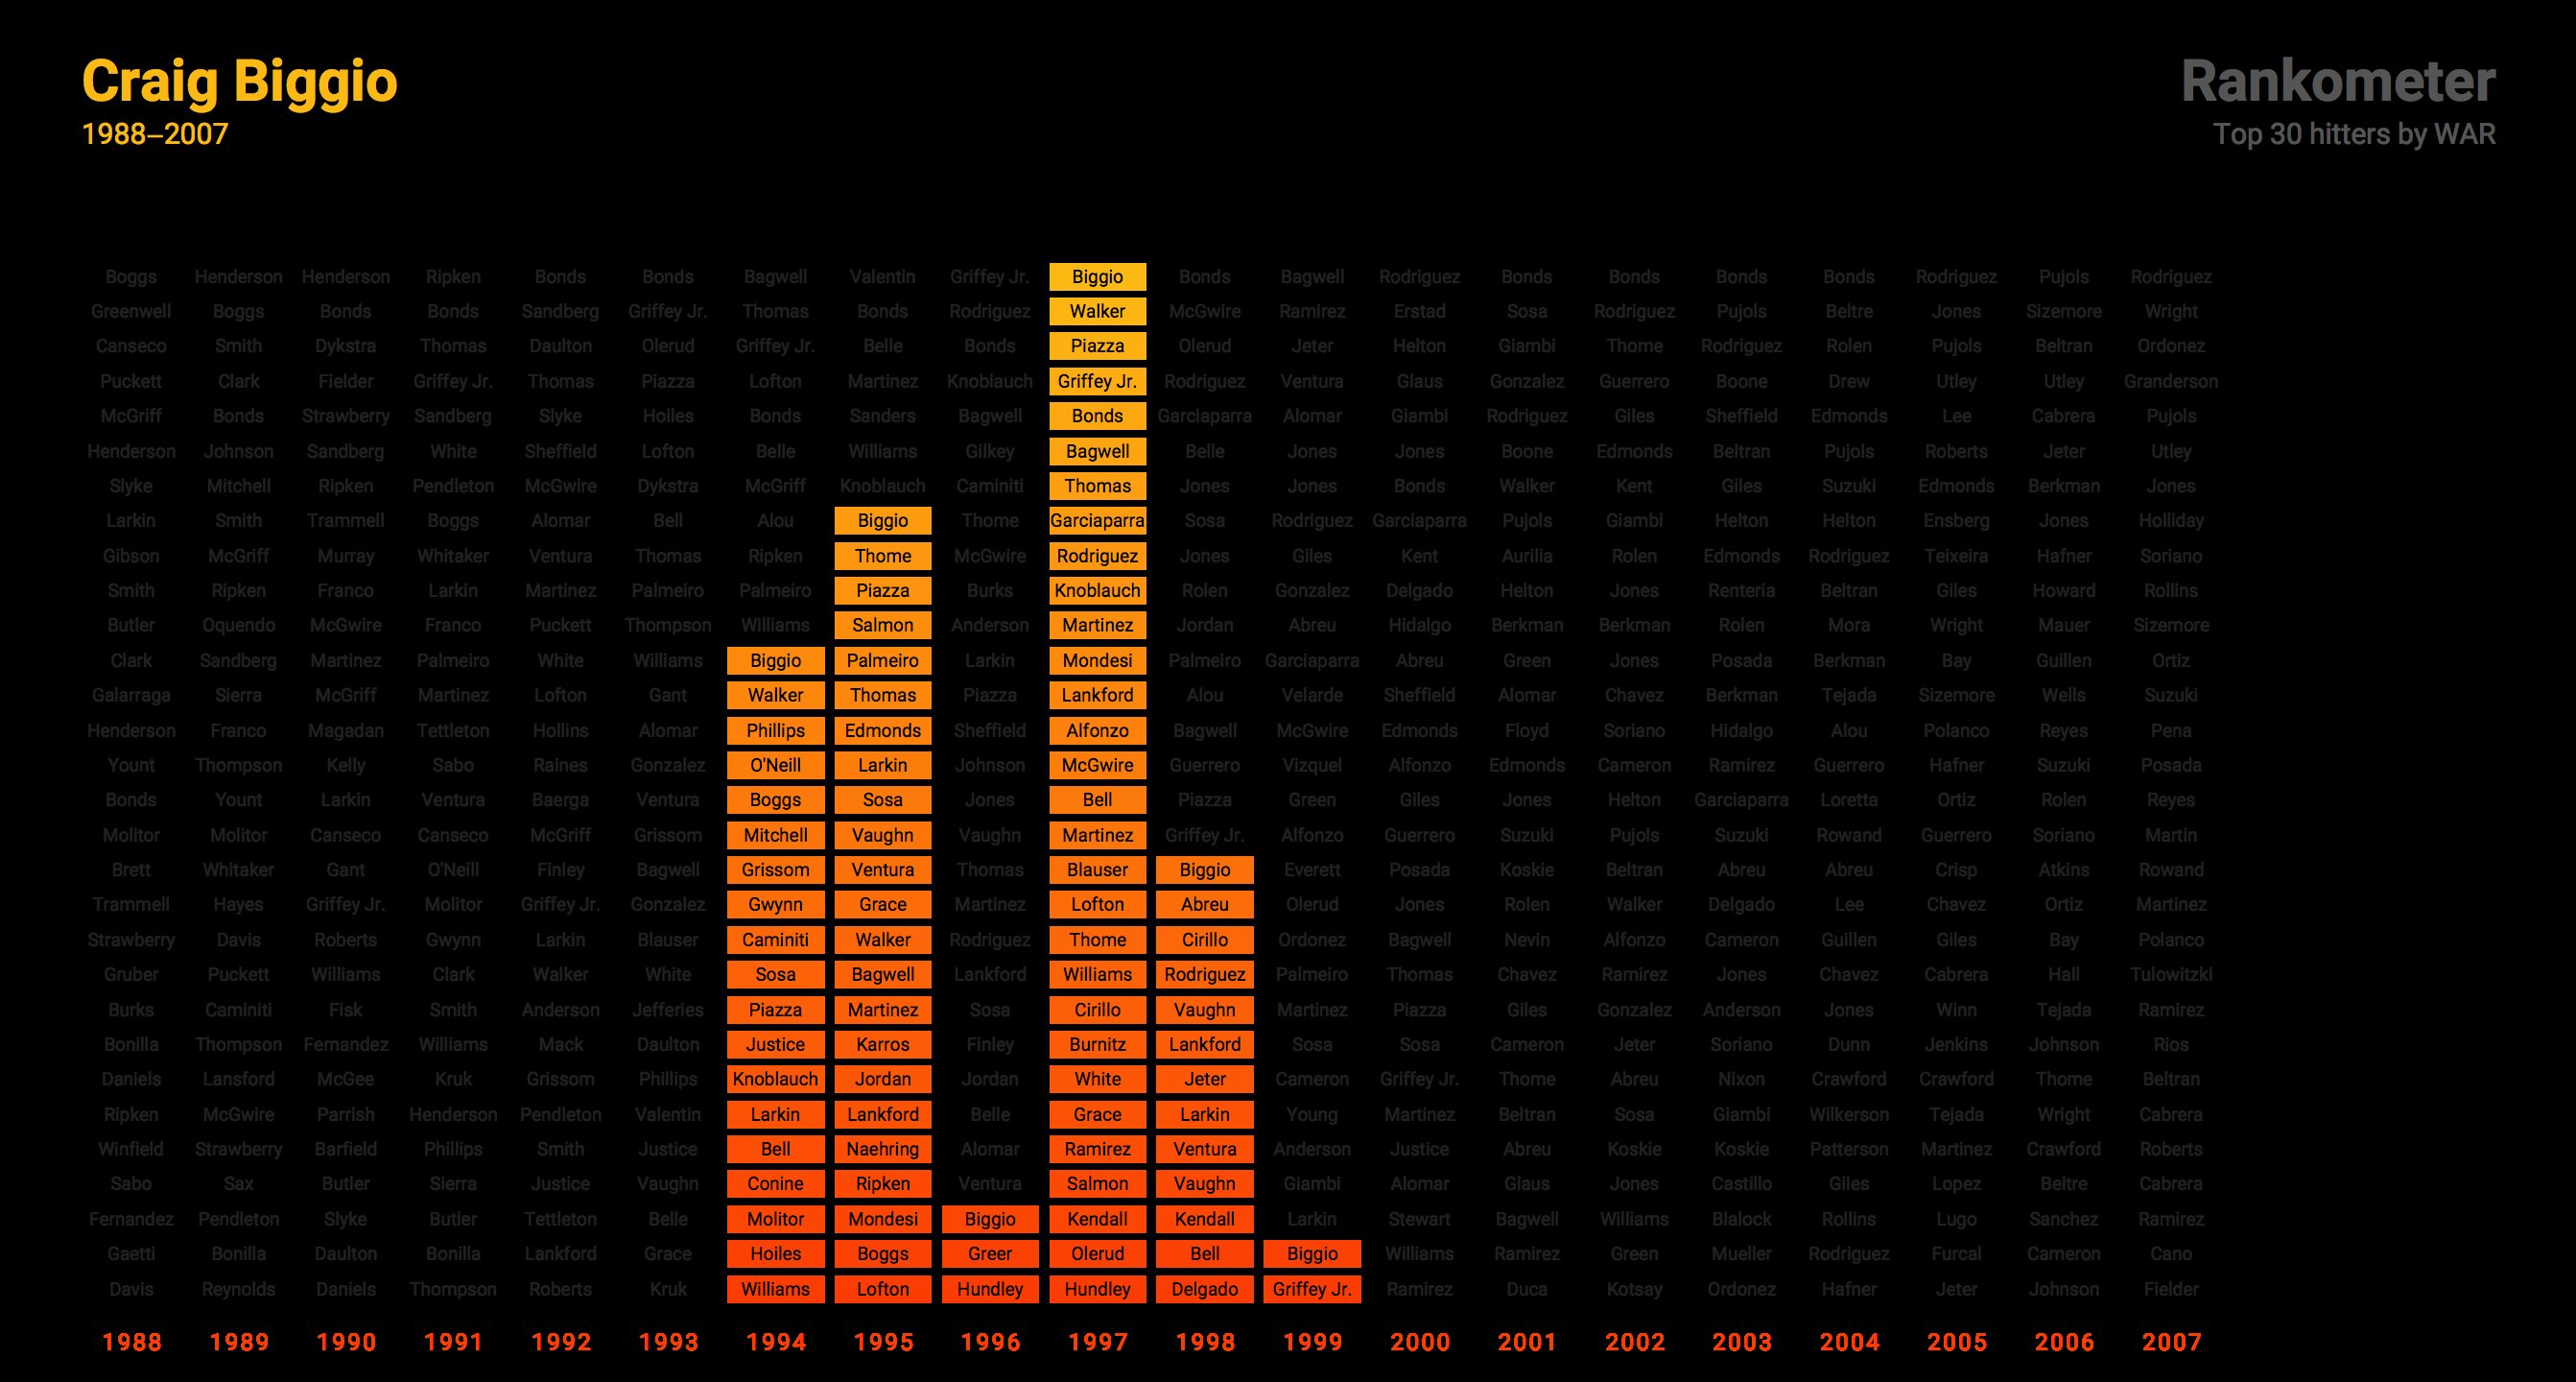 Craig Biggio
1988–2007
Rankometer
Top 30 hitters by WAR
Boggs Henderson Henderson Ripken Bonds Bonds Bagwell Valentin Griffey Jr. Biggio Bonds Bagwell Rodriguez Bonds Bonds Bonds Bonds Rodriguez Pujols Rodriguez
Greenwell Boggs Bonds Bonds Sandberg Griffey Jr. Thomas Bonds Rodriguez Walker McGwire Ramirez Erstad Sosa Rodriguez Pujols Beltre Jones Sizemore Wright
Canseco Smith Dykstra Thomas Daulton Olerud Griffey Jr. Belle Bonds Piazza Olerud Jeter Helton Giambi Thome Rodriguez Rolen Pujols Beltran Ordonez
Puckett Clark Fielder Griffey Jr. Thomas Piazza Lofton Martinez Knoblauch Griffey Jr. Rodriguez Ventura Glaus Gonzalez Guerrero Boone Drew Utley Utley Granderson
McGriff Bonds Strawberry Sandberg Slyke Hoiles Bonds Sanders Bagwell Bonds Garciaparra Alomar Giambi Rodriguez Giles Sheffield Edmonds Lee Cabrera Pujols
Henderson Johnson Sandberg White Sheffield Lofton Belle Williams Gilkey Bagwell Belle Jones Jones Boone Edmonds Beltran Pujols Roberts Jeter Utley
Slyke Mitchell Ripken Pendleton McGwire Dykstra McGriff Knoblauch Caminiti Thomas Jones Jones Bonds Walker Kent Giles Suzuki Edmonds Berkman Jones
Larkin Smith Trammell Boggs Alomar Bell Alou Biggio Thome Garciaparra Sosa Rodriguez Garciaparra Pujols Giambi Helton Helton Ensberg Jones Holliday
Gibson McGriff Murray Whitaker Ventura Thomas Ripken Thome McGwire Rodriguez Jones Giles Kent Aurilia Rolen Edmonds Rodriguez Teixeira Hafner Soriano
Smith Ripken Franco Larkin Martinez Palmeiro Palmeiro Piazza Burks Knoblauch Rolen Gonzalez Delgado Helton Jones Renteria Beltran Giles Howard Rollins
Butler Oquendo McGwire Franco Puckett Thompson Williams Salmon Anderson Martinez Jordan Abreu Hidalgo Berkman Berkman Rolen Mora Wright Mauer Sizemore
Clark Sandberg Martinez Palmeiro White Williams Biggio Palmeiro Larkin Mondesi Palmeiro Garciaparra Abreu Green Jones Posada Berkman Bay Guillen Ortiz
Galarraga Sierra McGriff Martinez Lofton Gant Walker Thomas Piazza Lankford Alou Velarde Sheffield Alomar Chavez Berkman Tejada Sizemore Wells Suzuki
Henderson Franco Magadan Tettleton Hollins Alomar Phillips Edmonds Sheffield Alfonzo Bagwell McGwire Edmonds Floyd Soriano Hidalgo Alou Polanco Reyes Pena
Yount Thompson Kelly Sabo Raines Gonzalez O'Neill Larkin Johnson McGwire Guerrero Vizquel Alfonzo Edmonds Cameron Ramirez Guerrero Hafner Suzuki Posada
Bonds Yount Larkin Ventura Baerga Ventura Boggs Sosa Jones Bell Piazza Green Giles Jones Helton Garciaparra Loretta Ortiz Rolen Reyes
Molitor Molitor Canseco Canseco McGriff Grissom Mitchell Vaughn Vaughn Martinez Griffey Jr. Alfonzo Guerrero Suzuki Pujols Suzuki Rowand Guerrero Soriano Martin
Brett Whitaker Gant O'Neill Finley Bagwell Grissom Ventura Thomas Blauser Biggio Everett Posada Koskie Beltran Abreu Abreu Crisp Atkins Rowand
Trammell Hayes Griffey Jr. Molitor Griffey Jr. Gonzalez Gwynn Grace Martinez Lofton Abreu Olerud Jones Rolen Walker Delgado Lee Chavez Ortiz Martinez
Strawberry Davis Roberts Gwynn Larkin Blauser Caminiti Walker Rodriguez Thome Cirillo Ordonez Bagwell Nevin Alfonzo Cameron Guillen Giles Bay Polanco
Gruber Puckett Williams Clark Walker White Sosa Bagwell Lankford Williams Rodriguez Palmeiro Thomas Chavez Ramirez Jones Chavez Cabrera Hall Tulowitzki
Burks Caminiti Fisk Smith Anderson Jefferies Piazza Martinez Sosa Cirillo Vaughn Martinez Piazza Giles Gonzalez Anderson Jones Winn Tejada Ramirez
Bonilla Thompson Fernandez Williams Mack Daulton Justice Karros Finley Burnitz Lankford Sosa Sosa Cameron Jeter Soriano Dunn Jenkins Johnson Rios
Daniels Lansford McGee Kruk Grissom Phillips Knoblauch Jordan Jordan White Jeter Cameron Griffey Jr. Thome Abreu Nixon Crawford Crawford Thome Beltran
Ripken McGwire Parrish Henderson Pendleton Valentin Larkin Lankford Belle Grace Larkin Young Martinez Beltran Sosa Giambi Wilkerson Tejada Wright Cabrera
Winfield Strawberry Barfield Phillips Smith Justice Bell Naehring Alomar Ramirez Ventura Anderson Justice Abreu Koskie Koskie Patterson Martinez Crawford Roberts
Sabo Sax Butler Sierra Justice Vaughn Conine Ripken Ventura Salmon Vaughn Giambi Alomar Glaus Jones Castillo Giles Lopez Beltre Cabrera
Fernandez Pendleton Slyke Butler Tettleton Belle Molitor Mondesi Biggio Kendall Kendall Larkin Stewart Bagwell Williams Blalock Rollins Lugo Sanchez Ramirez
Gaetti Bonilla Daulton Bonilla Lankford Grace Hoiles Boggs Greer Olerud Bell Biggio Williams Ramirez Green Mueller Rodriguez Furcal Cameron Cano
Davis Reynolds Daniels Thompson Roberts Kruk Williams Lofton Hundley Hundley Delgado Griffey Jr. Ramirez Duca Kotsay Ordonez Hafner Jeter Johnson Fielder
1988 1989 1990 1991 1992 1993 1994 1995 1996 1997 1998 1999 2000 2001 2002 2003 2004 2005 2006 2007